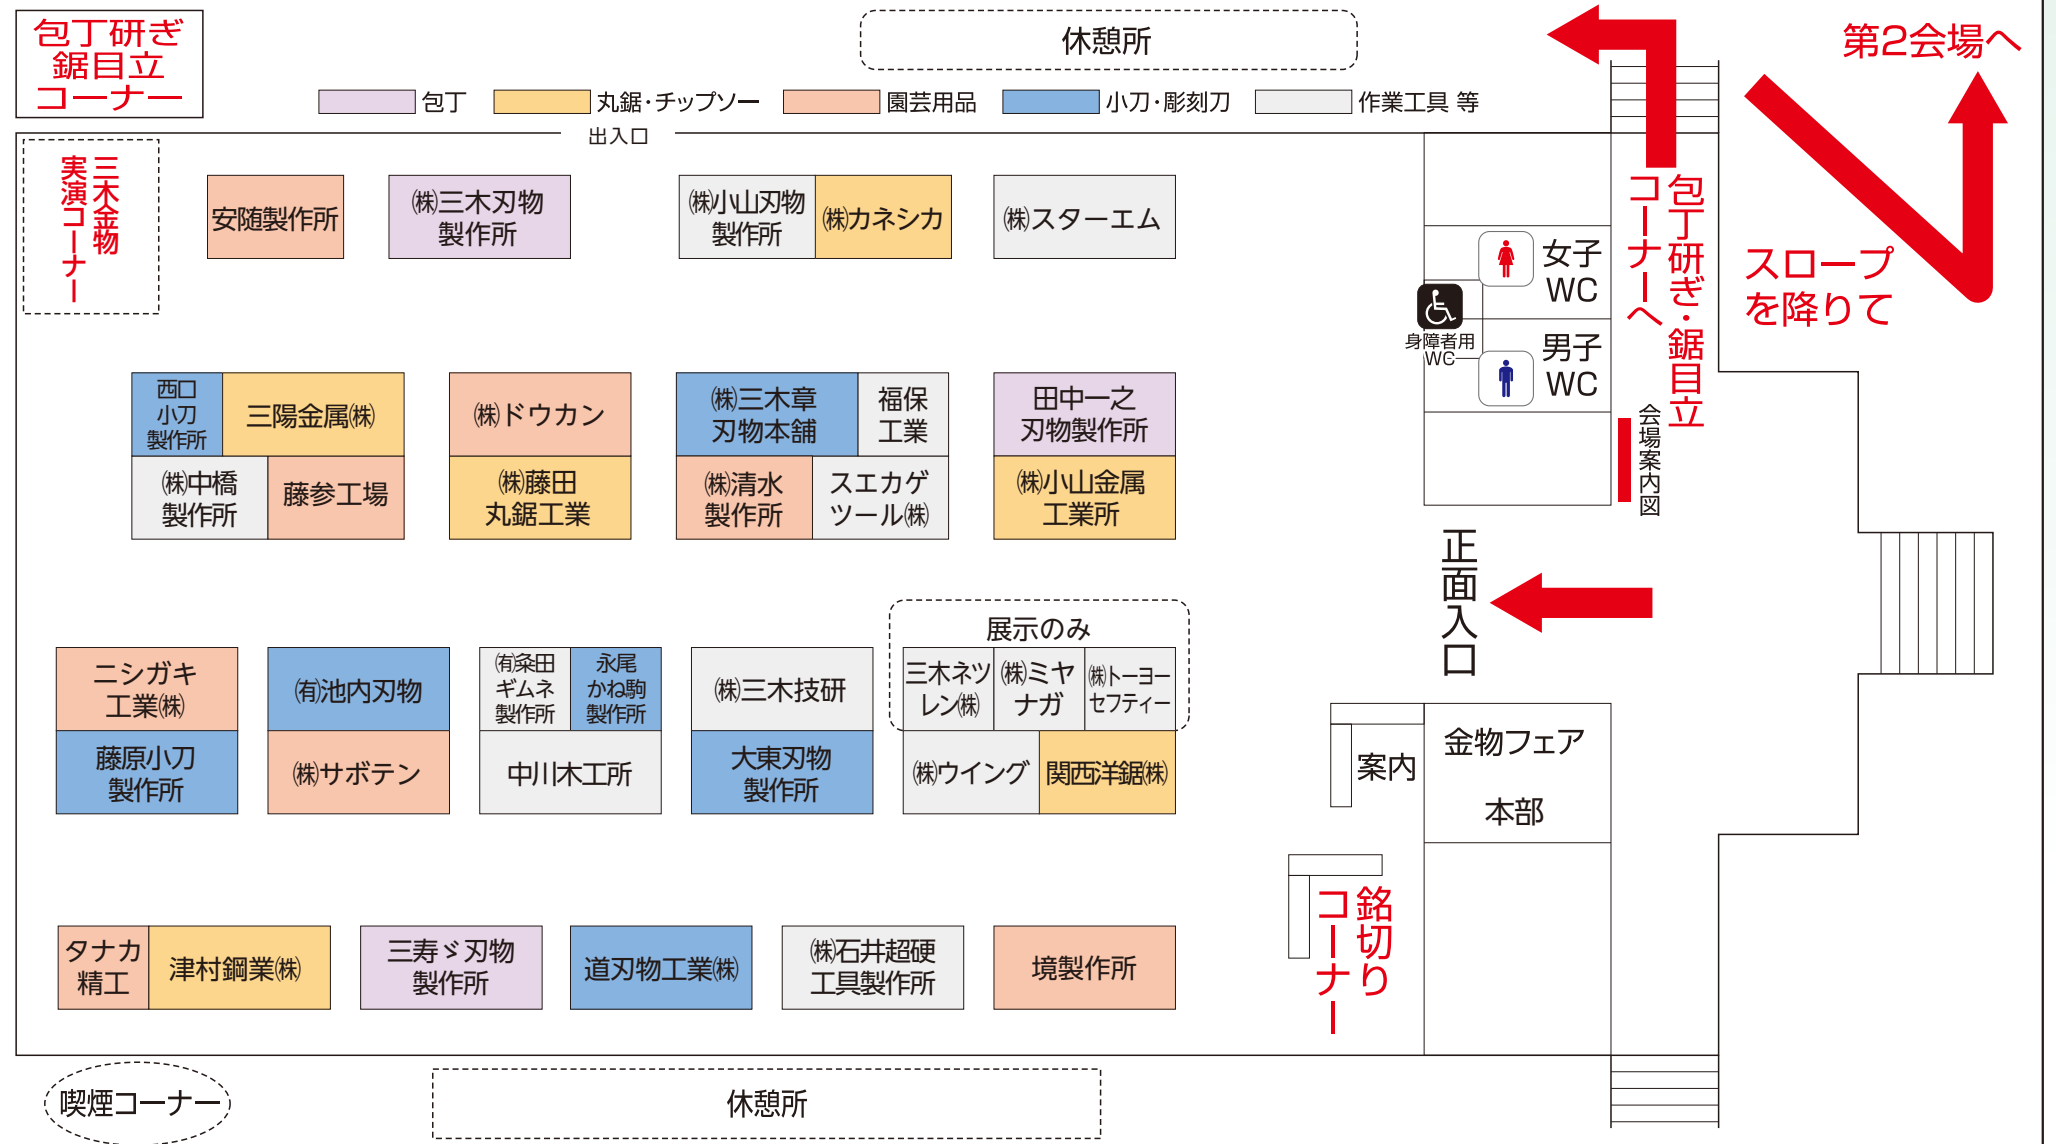 包丁研ぎ
鋸目立
コーナー
休憩所
第2会場へ
包丁
丸鋸・チップソー
園芸用品
小刀・彫刻刀
作業工具 等
出入口
三木金物
実演コーナー
安随製作所
㈱三木刃物
製作所
㈱小山刃物
製作所
㈱カネシカ
㈱スターエム
女子
WC
身障者用
WC
男子
WC
包丁研ぎ・鋸目立
コーナーへ
スロープ
を降りて
会場案内図
西口
小刀
製作所
三陽金属㈱
㈱ドウカン
㈱三木章
刃物本舗
福保
工業
田中一之
刃物製作所
㈱中橋
製作所
藤参工場
㈱藤田
丸鋸工業
㈱清水
製作所
スエカゲ
ツール㈱
㈱小山金属
工業所
正面入口
展示のみ
ニシガキ
工業㈱
㈲池内刃物
㈲粂田
ギムネ
製作所
永尾
かね駒
製作所
㈱三木技研
三木ネツ
レン㈱
㈱ミヤ
ナガ
㈱トーヨー
セフティー
藤原小刀
製作所
㈱サボテン
中川木工所
大東刃物
製作所
㈱ウイング
関西洋鋸㈱
案内
金物フェア
本部
銘切り
コーナー
タナカ
精工
津村鋼業㈱
三寿ゞ刃物
製作所
道刃物工業㈱
㈱石井超硬
工具製作所
境製作所
喫煙コーナー
休憩所